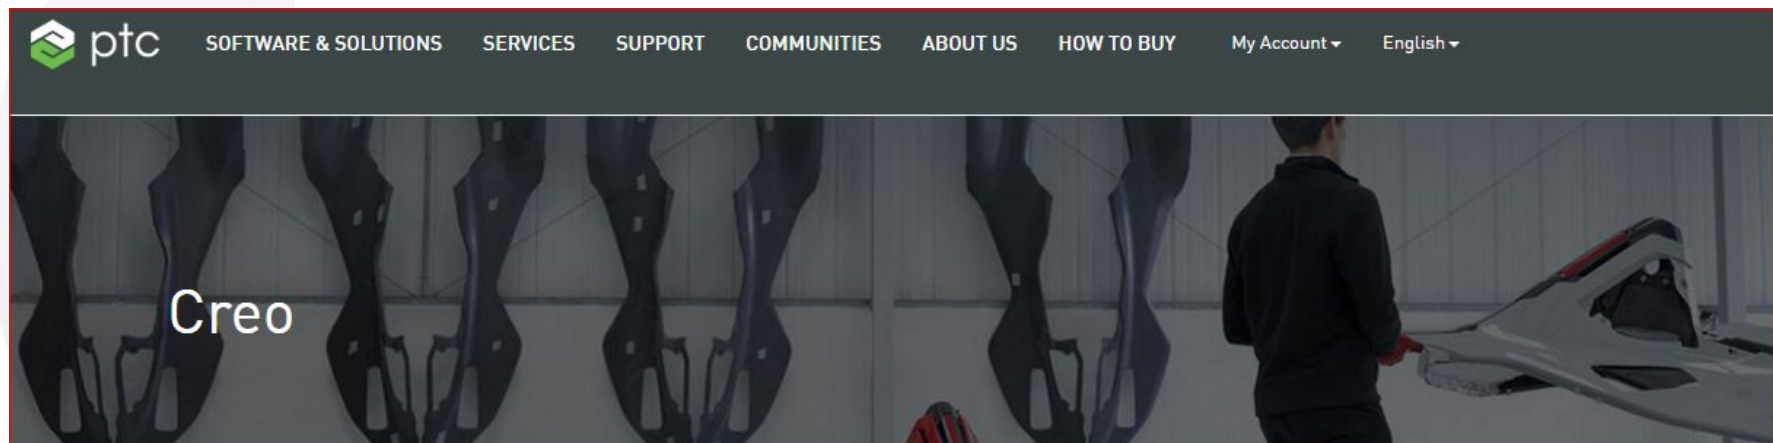 ptc SOFTWARE & SOLUTIONS SERVICES SUPPORT COMMUNITIES ABOUT US HOW TO BUY My Account English
Creo